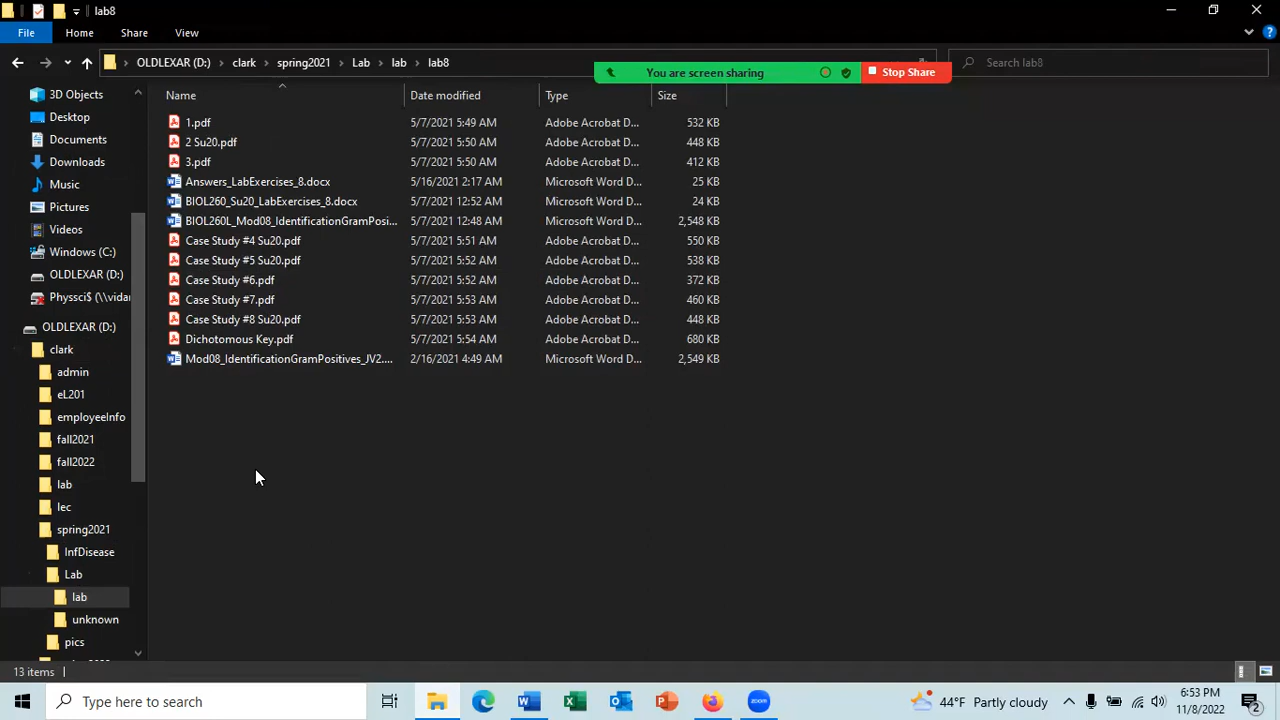 lab8
File Home Share View
OLDLEXAR (D:) clark spring2021 Lab lab lab8 Search lab8
You are screen sharing Stop Share
Name Date modified Type Size
3D Objects
Desktop
Documents
Downloads
Music
Pictures
Videos
Windows (C:)
OLDLEXAR (D:)
Physsci$ (\\vidar
OLDLEXAR (D:)
clark
admin
eL201
employeeInfo
fall2021
fall2022
lab
lec
spring2021
InfDisease
Lab
lab
unknown
pics
1.pdf 5/7/2021 5:49 AM Adobe Acrobat D... 532 KB
2 Su20.pdf 5/7/2021 5:50 AM Adobe Acrobat D... 448 KB
3.pdf 5/7/2021 5:50 AM Adobe Acrobat D... 412 KB
Answers_LabExercises_8.docx 5/16/2021 2:17 AM Microsoft Word D... 25 KB
BIOL260_Su20_LabExercises_8.docx 5/7/2021 12:52 AM Microsoft Word D... 24 KB
BIOL260L_Mod08_IdentificationGramPosi... 5/7/2021 12:48 AM Microsoft Word D... 2,548 KB
Case Study #4 Su20.pdf 5/7/2021 5:51 AM Adobe Acrobat D... 550 KB
Case Study #5 Su20.pdf 5/7/2021 5:52 AM Adobe Acrobat D... 538 KB
Case Study #6.pdf 5/7/2021 5:52 AM Adobe Acrobat D... 372 KB
Case Study #7.pdf 5/7/2021 5:53 AM Adobe Acrobat D... 460 KB
Case Study #8 Su20.pdf 5/7/2021 5:53 AM Adobe Acrobat D... 448 KB
Dichotomous Key.pdf 5/7/2021 5:54 AM Adobe Acrobat D... 680 KB
Mod08_IdentificationGramPositives_JV2.... 2/16/2021 4:49 AM Microsoft Word D... 2,549 KB
13 items
Type here to search
zoom
44°F Partly cloudy
6:53 PM
11/8/2022
2